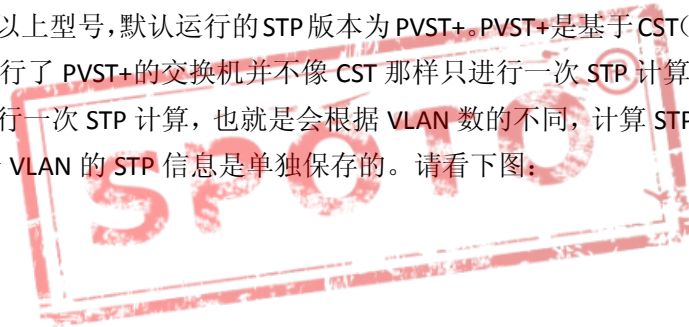 以上型号，默认运行的STP版本为PVST+。PVST+是基于CST（
行了 PVST+的交换机并不像 CST 那样只进行一次 STP 计算
行一次 STP 计算，也就是会根据 VLAN 数的不同，计算 STP
VLAN 的 STP 信息是单独保存的。请看下图：
SPOTO